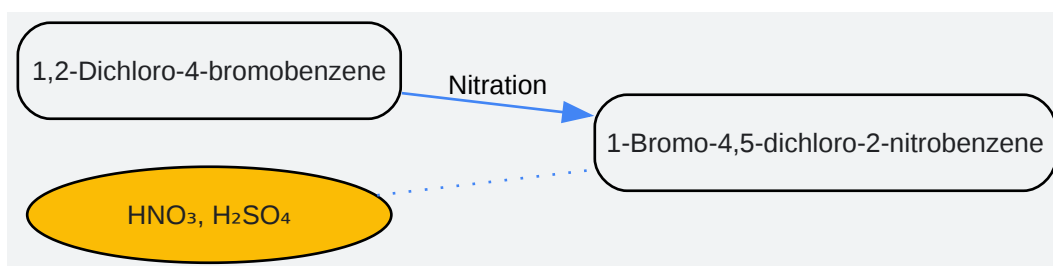 1,2-Dichloro-4-bromobenzene
Nitration
1-Bromo-4,5-dichloro-2-nitrobenzene
HNO₃, H₂SO₄